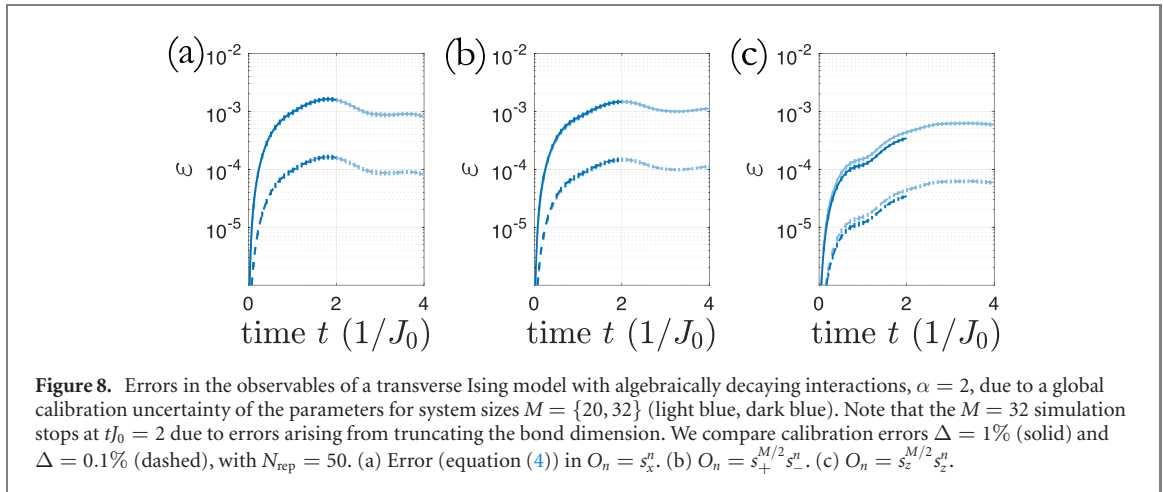 (a) (b) (c)
10⁻² 10⁻² 10⁻²
10⁻³ 10⁻³ 10⁻³
ε 10⁻⁴ ε 10⁻⁴ ε 10⁻⁴
10⁻⁵ 10⁻⁵ 10⁻⁵
0 2 4 0 2 4 0 2 4
time t (1/J₀) time t (1/J₀) time t (1/J₀)
Figure 8. Errors in the observables of a transverse Ising model with algebraically decaying interactions, α = 2, due to a global
calibration uncertainty of the parameters for system sizes M = {20, 32} (light blue, dark blue). Note that the M = 32 simulation
stops at tJ₀ = 2 due to errors arising from truncating the bond dimension. We compare calibration errors Δ = 1% (solid) and
Δ = 0.1% (dashed), with N_rep = 50. (a) Error (equation (4)) in O_n = s_x^n. (b) O_n = s_+^{M/2} s_−^n. (c) O_n = s_z^{M/2} s_z^n.